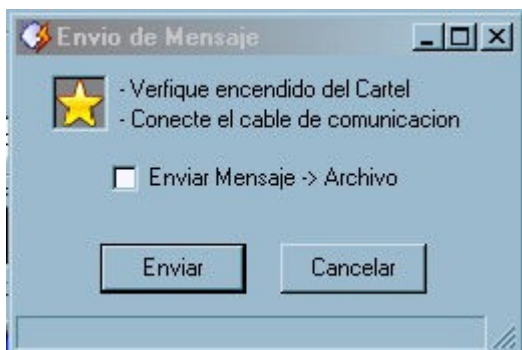 Envio de Mensaje
- Verfique encendido del Cartel
- Conecte el cable de comunicacion
Enviar Mensaje -> Archivo
Enviar Cancelar